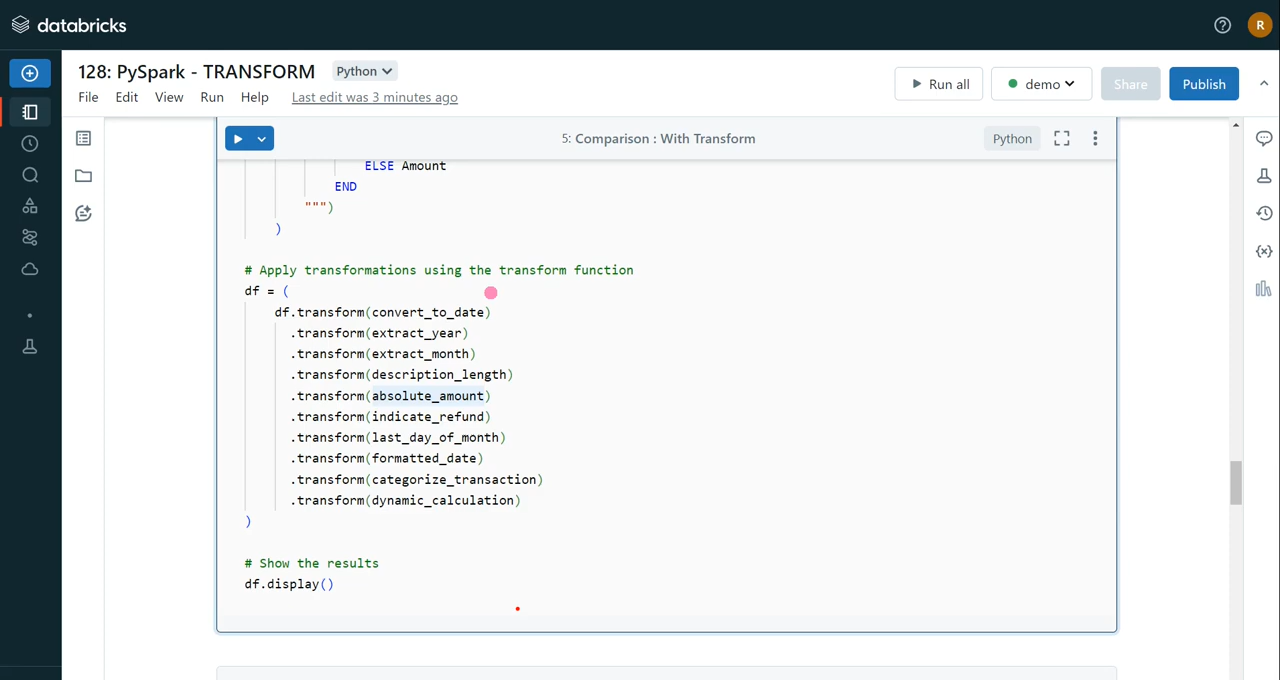 databricks
R
128: PySpark - TRANSFORM
Python
File Edit View Run Help Last edit was 3 minutes ago
Run all
demo
Share
Publish
5: Comparison : With Transform
Python
ELSE Amount
END
""")
)
# Apply transformations using the transform function
df = (
df.transform(convert_to_date)
.transform(extract_year)
.transform(extract_month)
.transform(description_length)
.transform(absolute_amount)
.transform(indicate_refund)
.transform(last_day_of_month)
.transform(formatted_date)
.transform(categorize_transaction)
.transform(dynamic_calculation)
)
# Show the results
df.display()